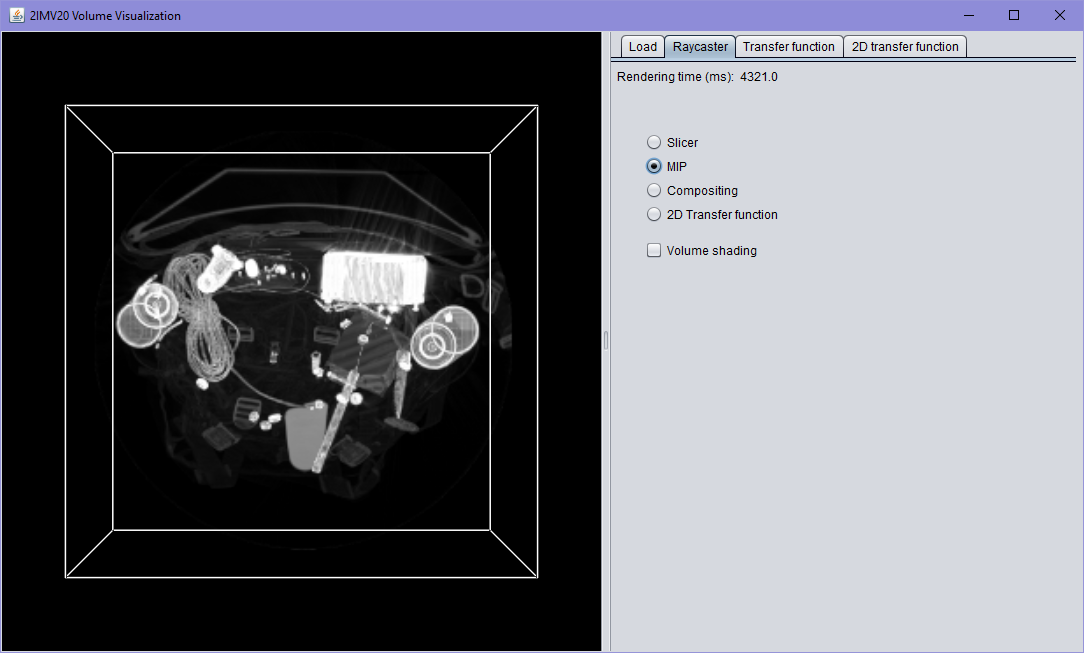 2IMV20 Volume Visualization
Load Raycaster Transfer function 2D transfer function
Rendering time (ms): 4321.0
Slicer
MIP
Compositing
2D Transfer function
Volume shading